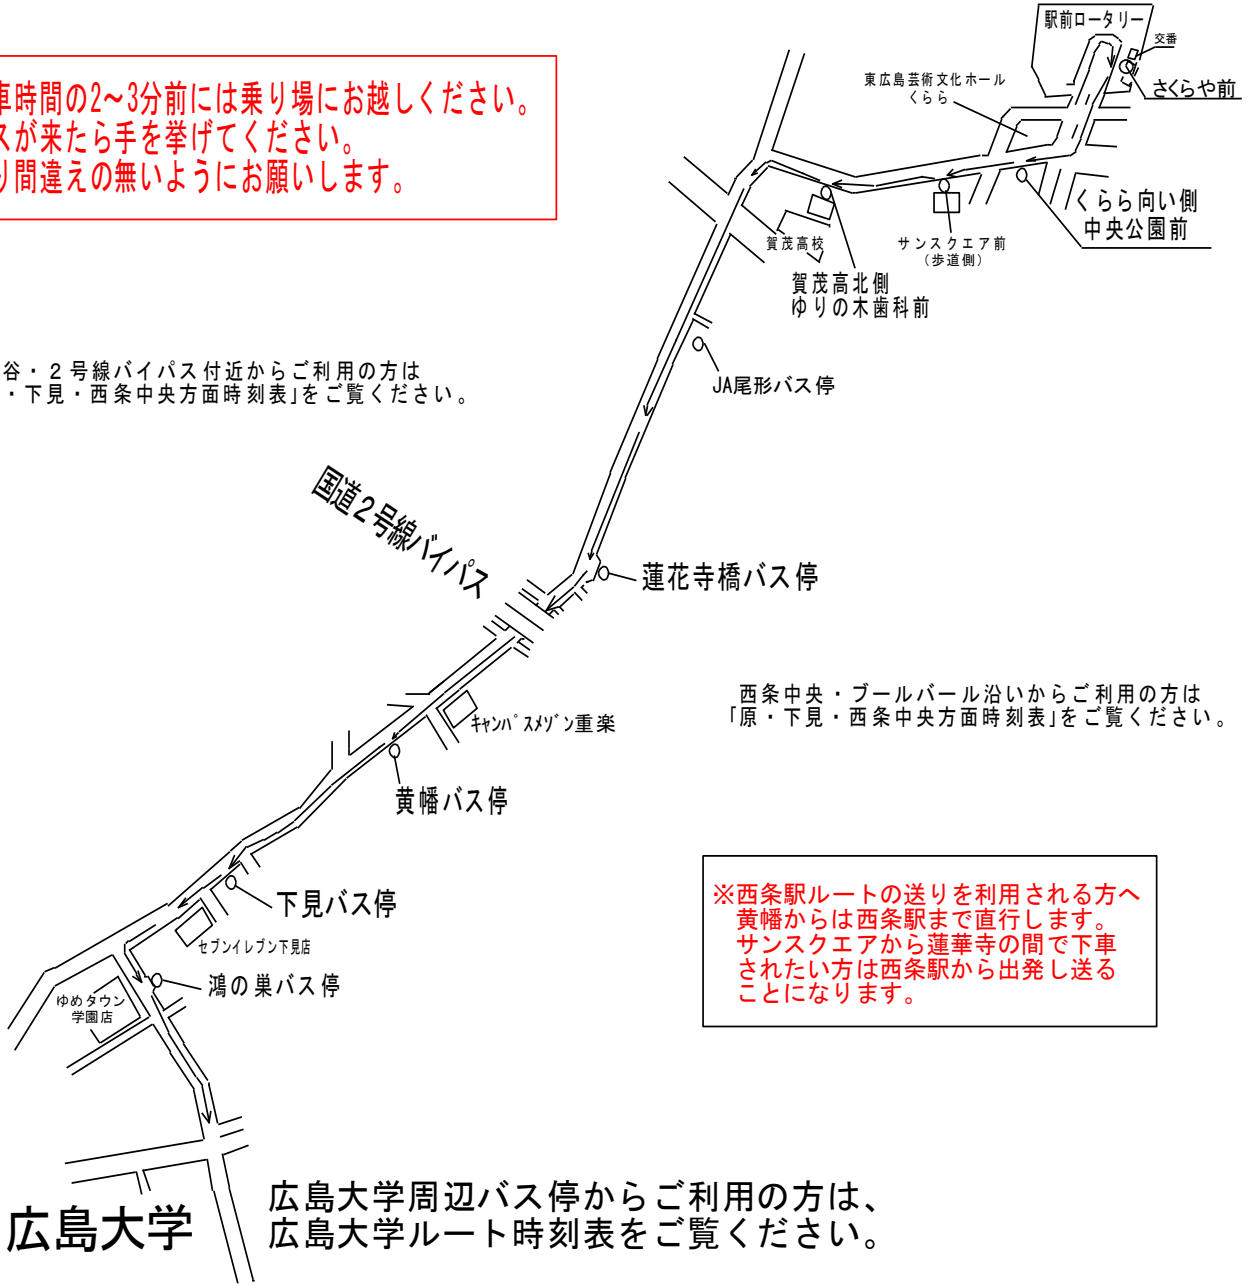 駅前ロータリー
交番
さくらや前
東広島芸術文化ホール
くらら
車時間の2～3分前には乗り場にお越しください。
スが来たら手を挙げてください。
り間違えの無いようにお願いします。
くらら向い側
中央公園前
賀茂高校
サンスクエア前
(歩道側)
賀茂高北側
ゆりの木歯科前
谷・２号線バイパス付近からご利用の方は
・下見・西条中央方面時刻表｣をご覧ください。
JA尾形バス停
国道２号線バイパス
蓮花寺橋バス停
西条中央・ブールバール沿いからご利用の方は
｢原・下見・西条中央方面時刻表｣をご覧ください。
ｷｬﾝﾊﾟｽﾒｿﾞﾝ重楽
黄幡バス停
※西条駅ルートの送りを利用される方へ
黄幡からは西条駅まで直行します。
サンスクエアから蓮華寺の間で下車
されたい方は西条駅から出発し送る
ことになります。
下見バス停
セブンイレブン下見店
鴻の巣バス停
ゆめタウン
学園店
広島大学
広島大学周辺バス停からご利用の方は、
広島大学ルート時刻表をご覧ください。